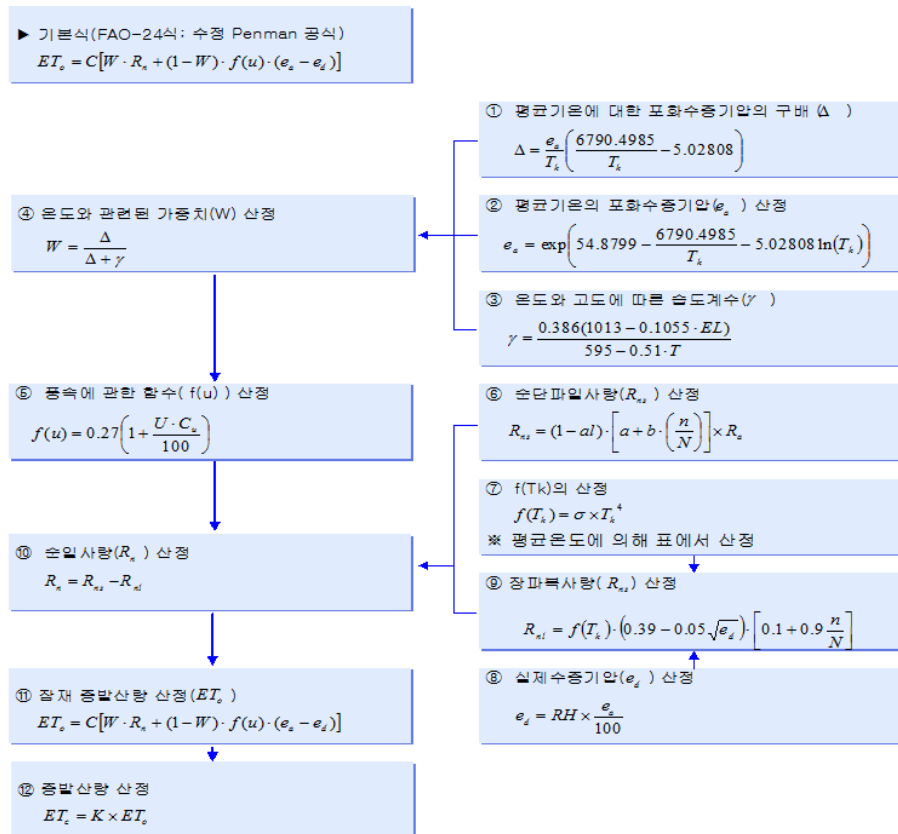 ▶ 기본식(FAO-24식; 수정 Penman 공식)
ET_o = C[W · R_n + (1-W) · f(u) · (e_a - e_d)]
① 평균기온에 대한 포화수증기압의 구배 (Δ )
Δ = e_a/T_k (6790.4985/T_k - 5.02808)
② 평균기온의 포화수증기압(e_a ) 산정
e_a = exp(54.8799 - 6790.4985/T_k - 5.028081ln(T_k))
③ 온도와 고도에 따른 습도계수(γ )
γ = 0.386(1013 - 0.1055 · EL)/595 - 0.51 · T
④ 온도와 관련된 가중치(W) 산정
W = Δ/Δ + γ
⑤ 풍속에 관한 함수( f(u) ) 산정
f(u) = 0.27(1 + U · C_u/100)
⑥ 순단파일사량(R_ns ) 산정
R_ns = (1 - al) · [a + b · (n/N)] × R_a
⑦ f(Tk)의 산정
f(T_k) = σ × T_k^4
※ 평균온도에 의해 표에서 산정
⑩ 순일사량(R_n ) 산정
R_n = R_ns - R_nl
⑨ 장파복사량( R_ns ) 산정
R_nl = f(T_k) · (0.39 - 0.05√e_d) · [0.1 + 0.9 n/N]
⑧ 실제수증기압(e_d ) 산정
e_d = RH × e_a/100
⑪ 잠재 증발산량 산정(ET_o )
ET_o = C[W · R_n + (1-W) · f(u) · (e_a - e_d)]
⑫ 증발산량 산정
ET_c = K × ET_o